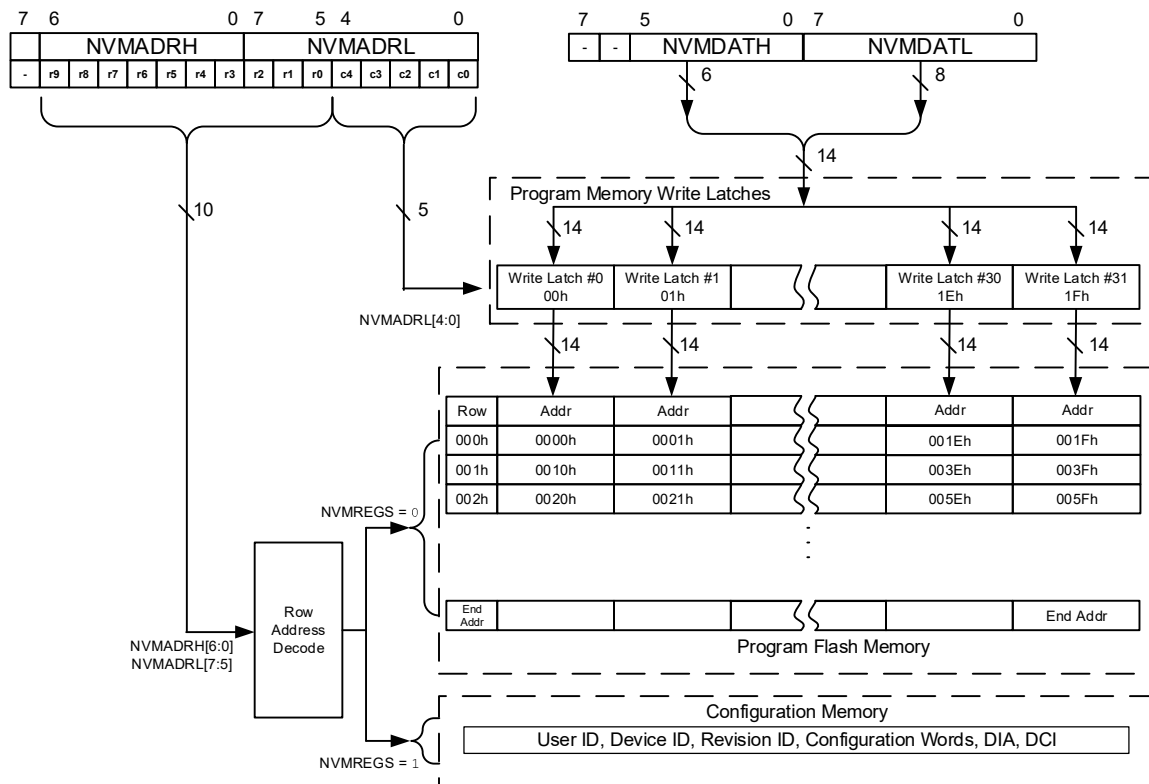 7 6 0 7 5 4 0
NVMADRH NVMADRL
- r9 r8 r7 r6 r5 r4 r3 r2 r1 r0 c4 c3 c2 c1 c0
7 5 0 7 0
- - NVMDATH NVMDATL
6 8
14
10 5
Program Memory Write Latches
14 14 14 14
Write Latch #0 Write Latch #1 Write Latch #30 Write Latch #31
00h 01h 1Eh 1Fh
NVMADRL[4:0]
14 14 14 14
Row Addr Addr Addr Addr
000h 0000h 0001h 001Eh 001Fh
001h 0010h 0011h 003Eh 003Fh
002h 0020h 0021h 005Eh 005Fh
NVMREGS = 0
End
Addr
End Addr
Program Flash Memory
Row
Address
Decode
NVMADRH[6:0]
NVMADRL[7:5]
Configuration Memory
User ID, Device ID, Revision ID, Configuration Words, DIA, DCI
NVMREGS = 1